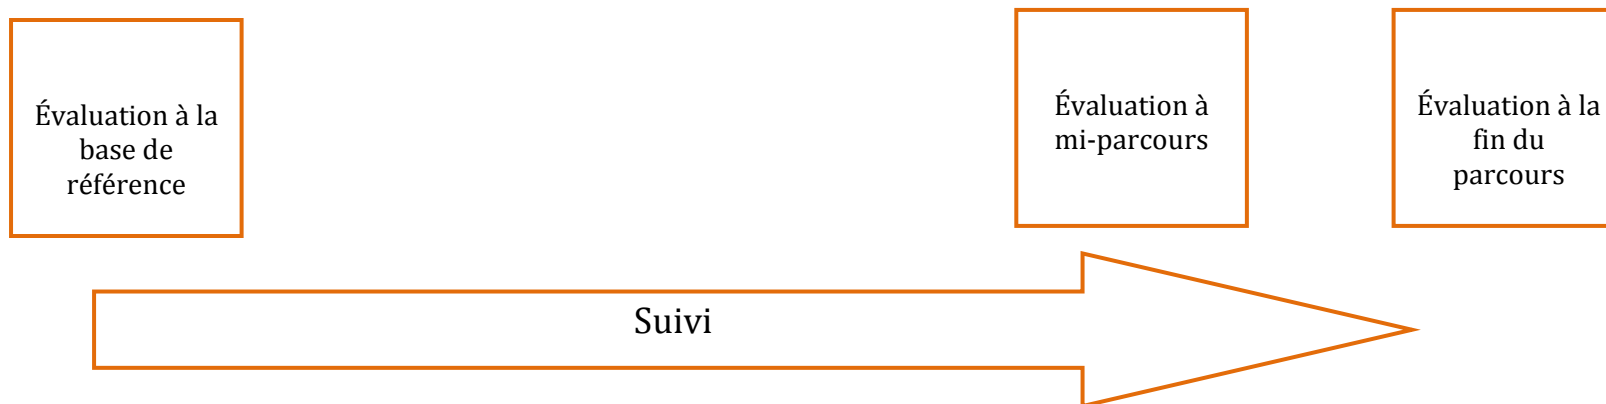 Évaluation à la
base de
référence
Évaluation à
mi-parcours
Évaluation à la
fin du
parcours
Suivi